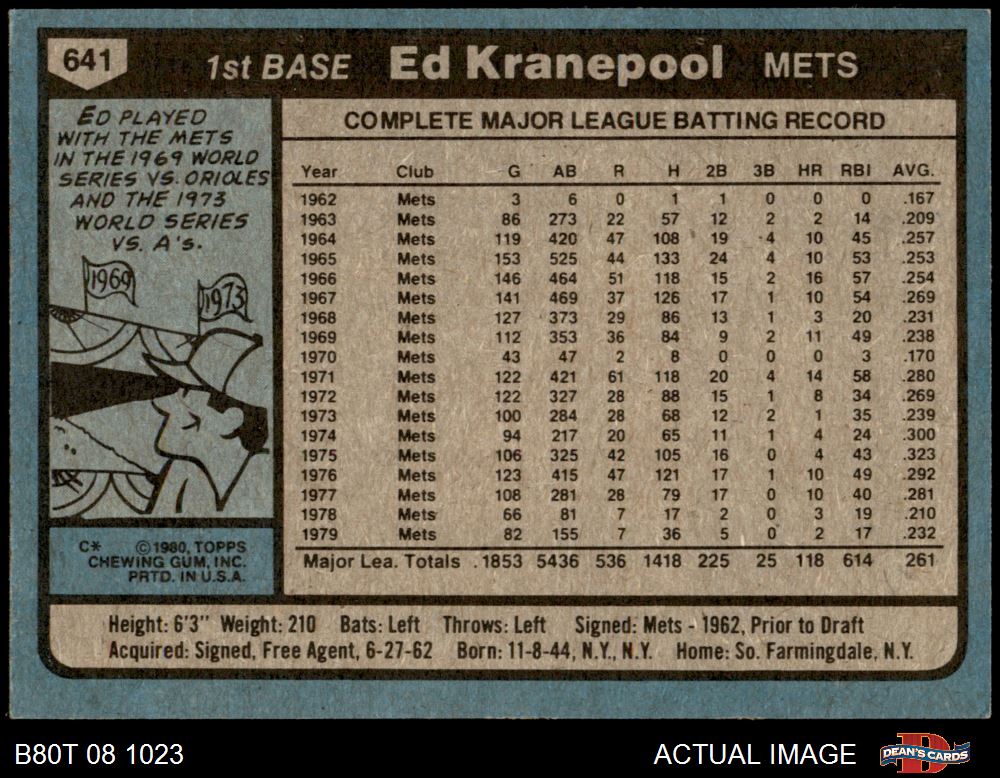 641 1st BASE Ed Kranepool METS
ED PLAYED
WITH THE METS
IN THE 1969 WORLD
SERIES VS. ORIOLES
AND THE 1973
WORLD SERIES
VS. A's.
1969
1973
C* ©1980, TOPPS
CHEWING GUM, INC.
PRTD. IN U.S.A.
COMPLETE MAJOR LEAGUE BATTING RECORD
Year Club G AB R H 2B 3B HR RBI AVG.
1962 Mets 3 6 0 1 1 0 0 0 .167
1963 Mets 86 273 22 57 12 2 2 14 .209
1964 Mets 119 420 47 108 19 4 10 45 .257
1965 Mets 153 525 44 133 24 4 10 53 .253
1966 Mets 146 464 51 118 15 2 16 57 .254
1967 Mets 141 469 37 126 17 1 10 54 .269
1968 Mets 127 373 29 86 13 1 3 20 .231
1969 Mets 112 353 36 84 9 2 11 49 .238
1970 Mets 43 47 2 8 0 0 0 3 .170
1971 Mets 122 421 61 118 20 4 14 58 .280
1972 Mets 122 327 28 88 15 1 8 34 .269
1973 Mets 100 284 28 68 12 2 1 35 .239
1974 Mets 94 217 20 65 11 1 4 24 .300
1975 Mets 106 325 42 105 16 0 4 43 .323
1976 Mets 123 415 47 121 17 1 10 49 .292
1977 Mets 108 281 28 79 17 0 10 40 .281
1978 Mets 66 81 7 17 2 0 3 19 .210
1979 Mets 82 155 7 36 5 0 2 17 .232
Major Lea. Totals . 1853 5436 536 1418 225 25 118 614 261
Height: 6'3" Weight: 210 Bats: Left Throws: Left Signed: Mets - 1962, Prior to Draft
Acquired: Signed, Free Agent, 6-27-62 Born: 11-8-44, N.Y., N.Y. Home: So. Farmingdale, N.Y.
B80T 08 1023 ACTUAL IMAGE D DEAN'S CARDS